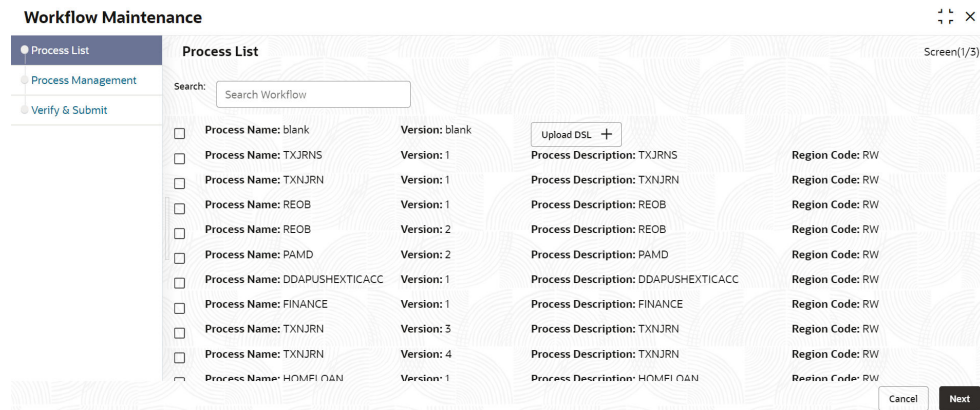 Workflow Maintenance
Process List
Process Management
Verify & Submit
Process List
Screen(1/3)
Search:
Search Workflow
Process Name: blank Version: blank Upload DSL +
Process Name: TXJRNS Version: 1 Process Description: TXJRNS Region Code: RW
Process Name: TXNJRN Version: 1 Process Description: TXNJRN Region Code: RW
Process Name: REOB Version: 1 Process Description: REOB Region Code: RW
Process Name: REOB Version: 2 Process Description: REOB Region Code: RW
Process Name: PAMD Version: 2 Process Description: PAMD Region Code: RW
Process Name: DDAPUSHEXTICACC Version: 1 Process Description: DDAPUSHEXTICACC Region Code: RW
Process Name: FINANCE Version: 1 Process Description: FINANCE Region Code: RW
Process Name: TXNJRN Version: 3 Process Description: TXNJRN Region Code: RW
Process Name: TXNJRN Version: 4 Process Description: TXNJRN Region Code: RW
Process Name: HOMELOAN Version: 1 Process Description: HOMELOAN Region Code: RW
Cancel Next